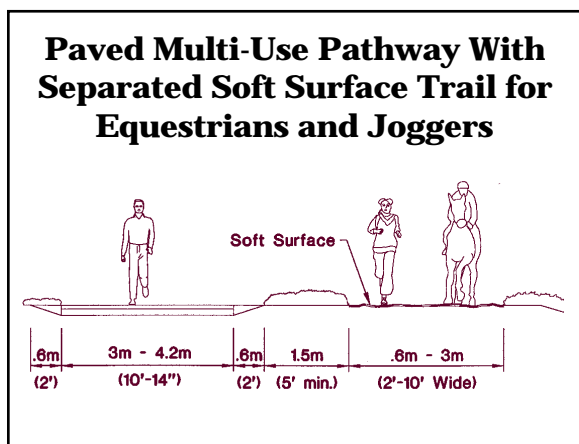 Paved Multi-Use Pathway With
Separated Soft Surface Trail for
Equestrians and Joggers
Soft Surface
.6m 3m - 4.2m .6m 1.5m .6m - 3m
(2') (10'-14") (2') (5' min.) (2'-10' Wide)